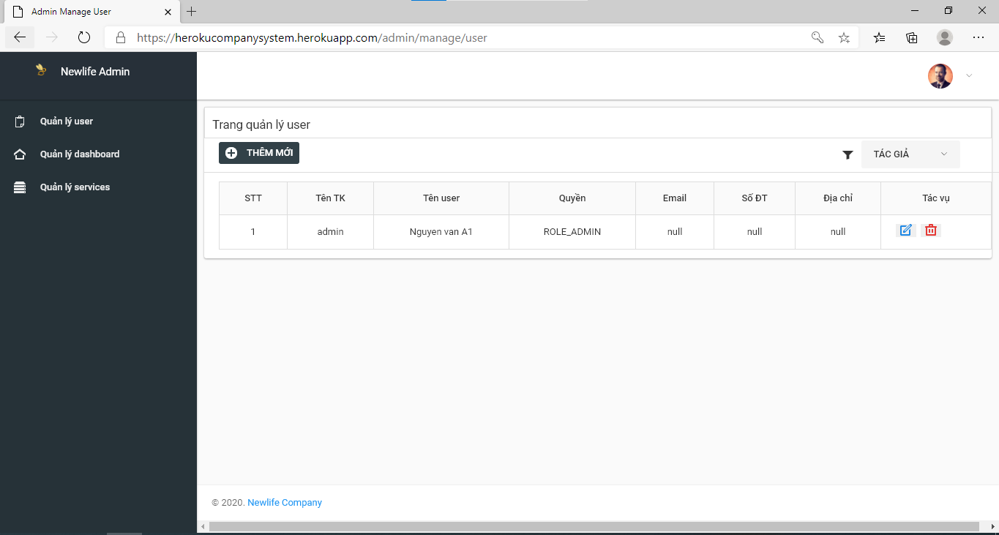 Admin Manage User
https://herokucompanysystem.herokuapp.com/admin/manage/user
Newlife Admin
Quản lý user
Quản lý dashboard
Quản lý services
Trang quản lý user
THÊM MỚI
TÁC GIẢ
STT Tên TK Tên user Quyền Email Số ĐT Địa chỉ Tác vụ
1 admin Nguyen van A1 ROLE_ADMIN null null null
© 2020. Newlife Company